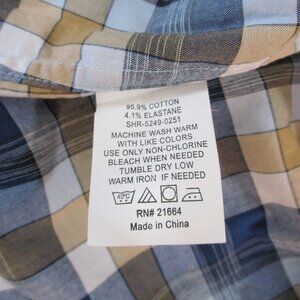 95.9% COTTON
4.1% ELASTANE
SHR-5249-0251
MACHINE WASH WARM
WITH LIKE COLORS
USE ONLY NON-CHLORINE
BLEACH WHEN NEEDED
TUMBLE DRY LOW
WARM IRON IF NEEDED
40°C
RN# 21664
Made in China